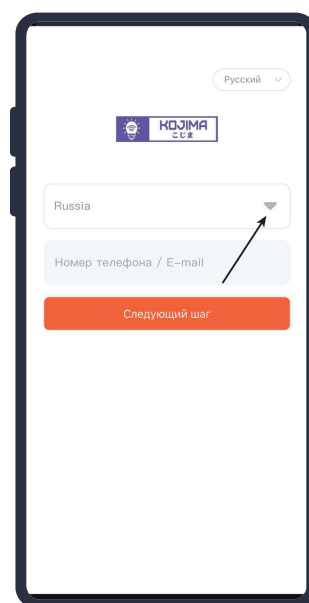 Русский
KOJIMA
こじま
Russia
Номер телефона / E-mail
Следующий шаг